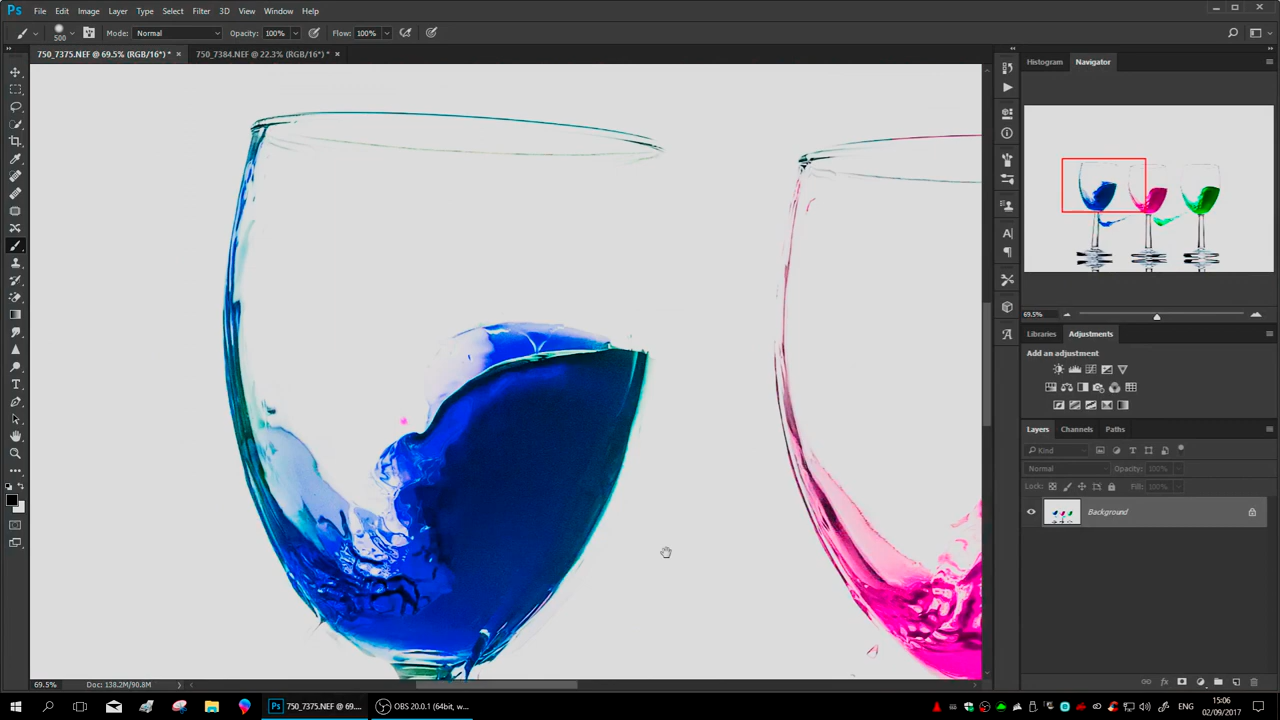 Ps File Edit Image Layer Type Select Filter 3D View Window Help
500 Mode: Normal Opacity: 100% Flow: 100%
750_7375.NEF @ 69.5% (RGB/16*) * × 750_7384.NEF @ 22.3% (RGB/16*) * ×
Histogram Navigator
69.5%
Libraries Adjustments
Add an adjustment
Layers Channels Paths
Kind
Normal Opacity: 100%
Lock: Fill: 100%
Background
69.5% Doc: 138.2M/90.8M
Ps 750_7375.NEF @ 69.... OBS 20.0.1 (64bit, w... ENG 15:06
02/09/2017